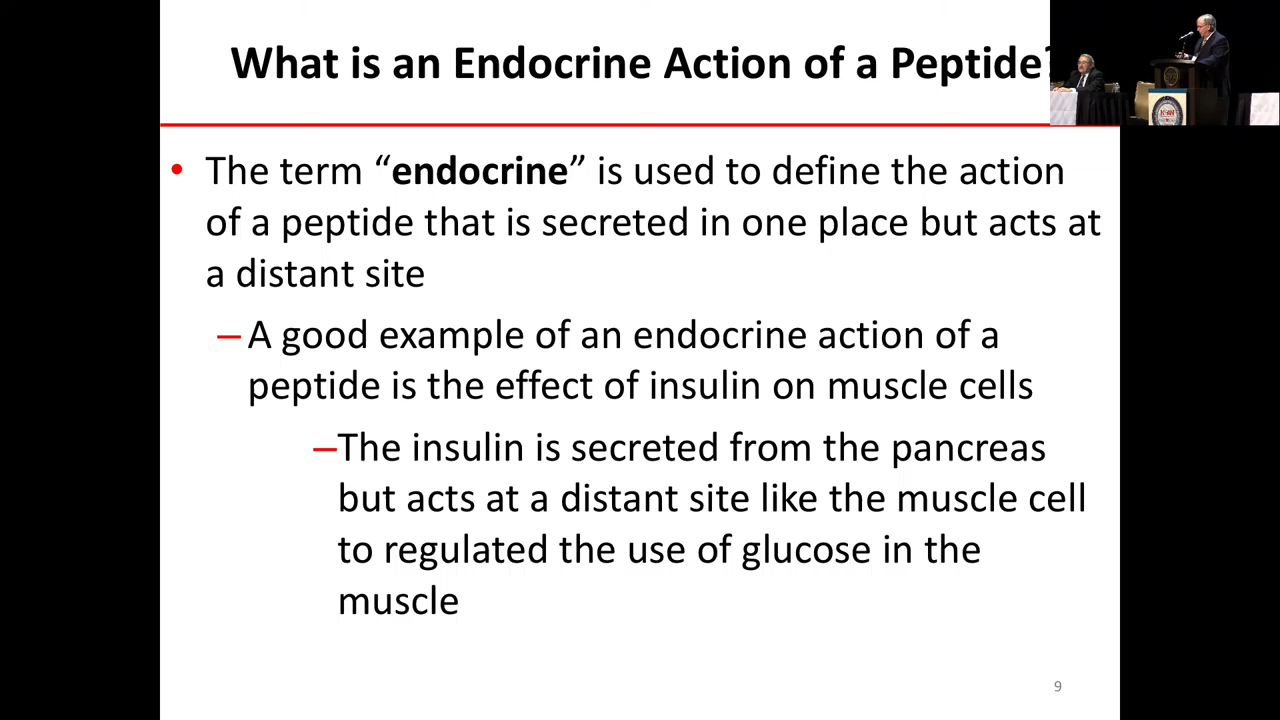 What is an Endocrine Action of a Peptide?
• The term “endocrine” is used to define the action
of a peptide that is secreted in one place but acts at
a distant site
– A good example of an endocrine action of a
peptide is the effect of insulin on muscle cells
–The insulin is secreted from the pancreas
but acts at a distant site like the muscle cell
to regulated the use of glucose in the
muscle
9